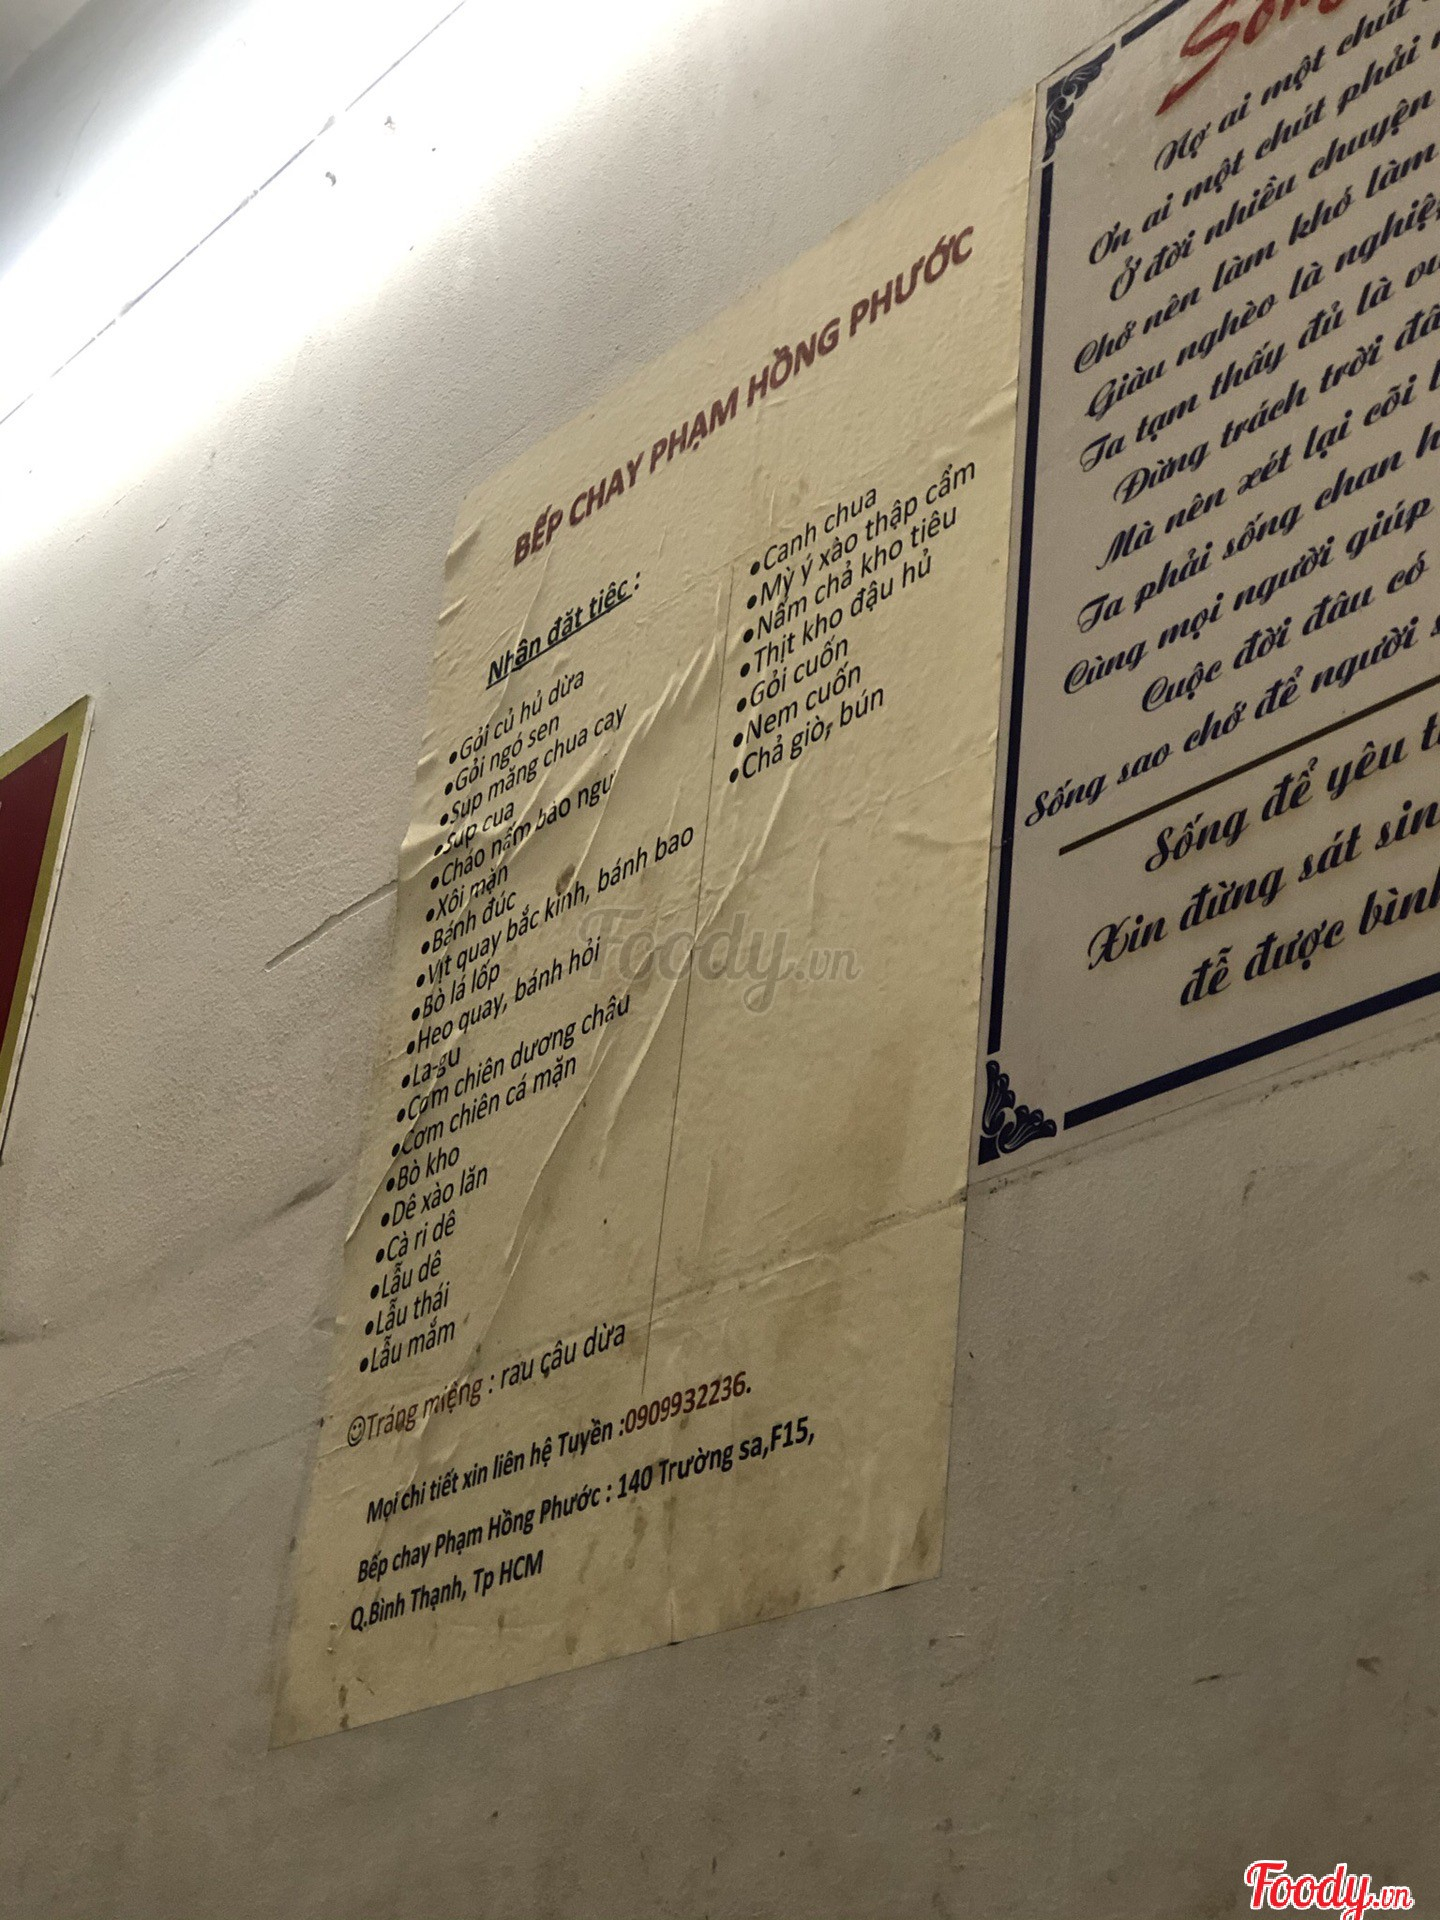 BẾP CHAY PHẠM HỒNG PHƯỚC
Nhận đặt tiệc :
•Gỏi củ hủ dừa
•Gỏi ngó sen
•Súp măng chua cay
•Súp cua
•Cháo nấm bào ngư
•Xôi mặn
•Bánh đúc
•Vịt quay bắc kinh, bánh bao
•Bò lá lốp
•Heo quay, bánh hỏi
•La-gu
•Cơm chiên dương châu
•Cơm chiên cá mặn
•Bò kho
•Dê xào lăn
•Cà ri dê
•Lẩu dê
•Lẩu thái
•Lẩu mắm
•Canh chua
•Mỳ ý xào thập cẩm
•Nấm chả kho tiêu
•Thịt kho đậu hủ
•Gỏi cuốn
•Nem cuốn
•Chả giò, bún
☺Tráng miệng : rau câu dừa
Mọi chi tiết xin liên hệ Tuyền :0909932236.
Bếp chay Phạm Hồng Phước : 140 Trường sa,F15,
Q.Bình Thạnh, Tp HCM
Nợ ai một chút
Ơn ai một chút phải
Ở đời nhiều chuyện
Chớ nên làm khó làm
Giàu nghèo là
Ta tạm thấy đủ là
Đừng trách trời
Mà nên xét lại cõi
Ta phải sống chan
Cùng mọi người giúp
Cuộc đời đâu có
Sống sao chớ để người
Sống để yêu
Xin đừng sát
để được
Foody.vn
Foody.vn